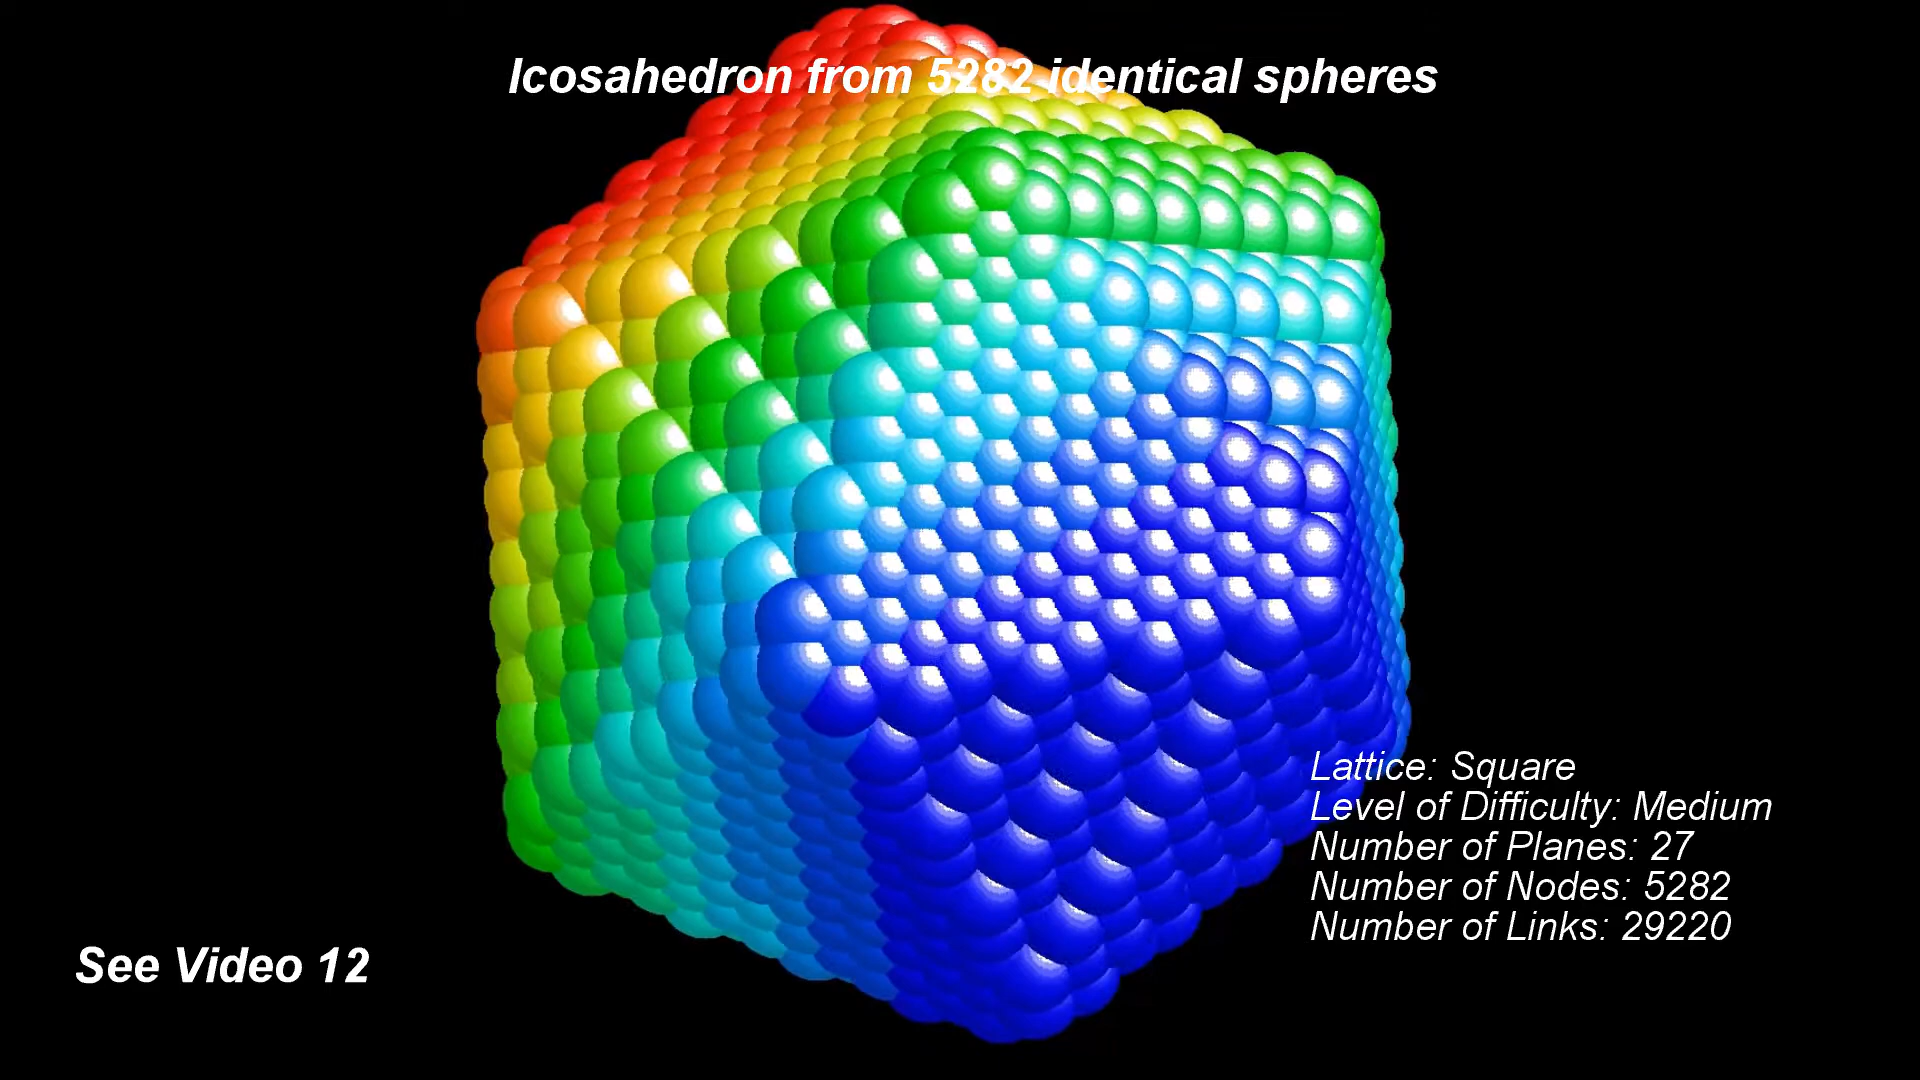 Icosahedron from 5282 identical spheres
Lattice: Square
Level of Difficulty: Medium
Number of Planes: 27
Number of Nodes: 5282
Number of Links: 29220
See Video 12